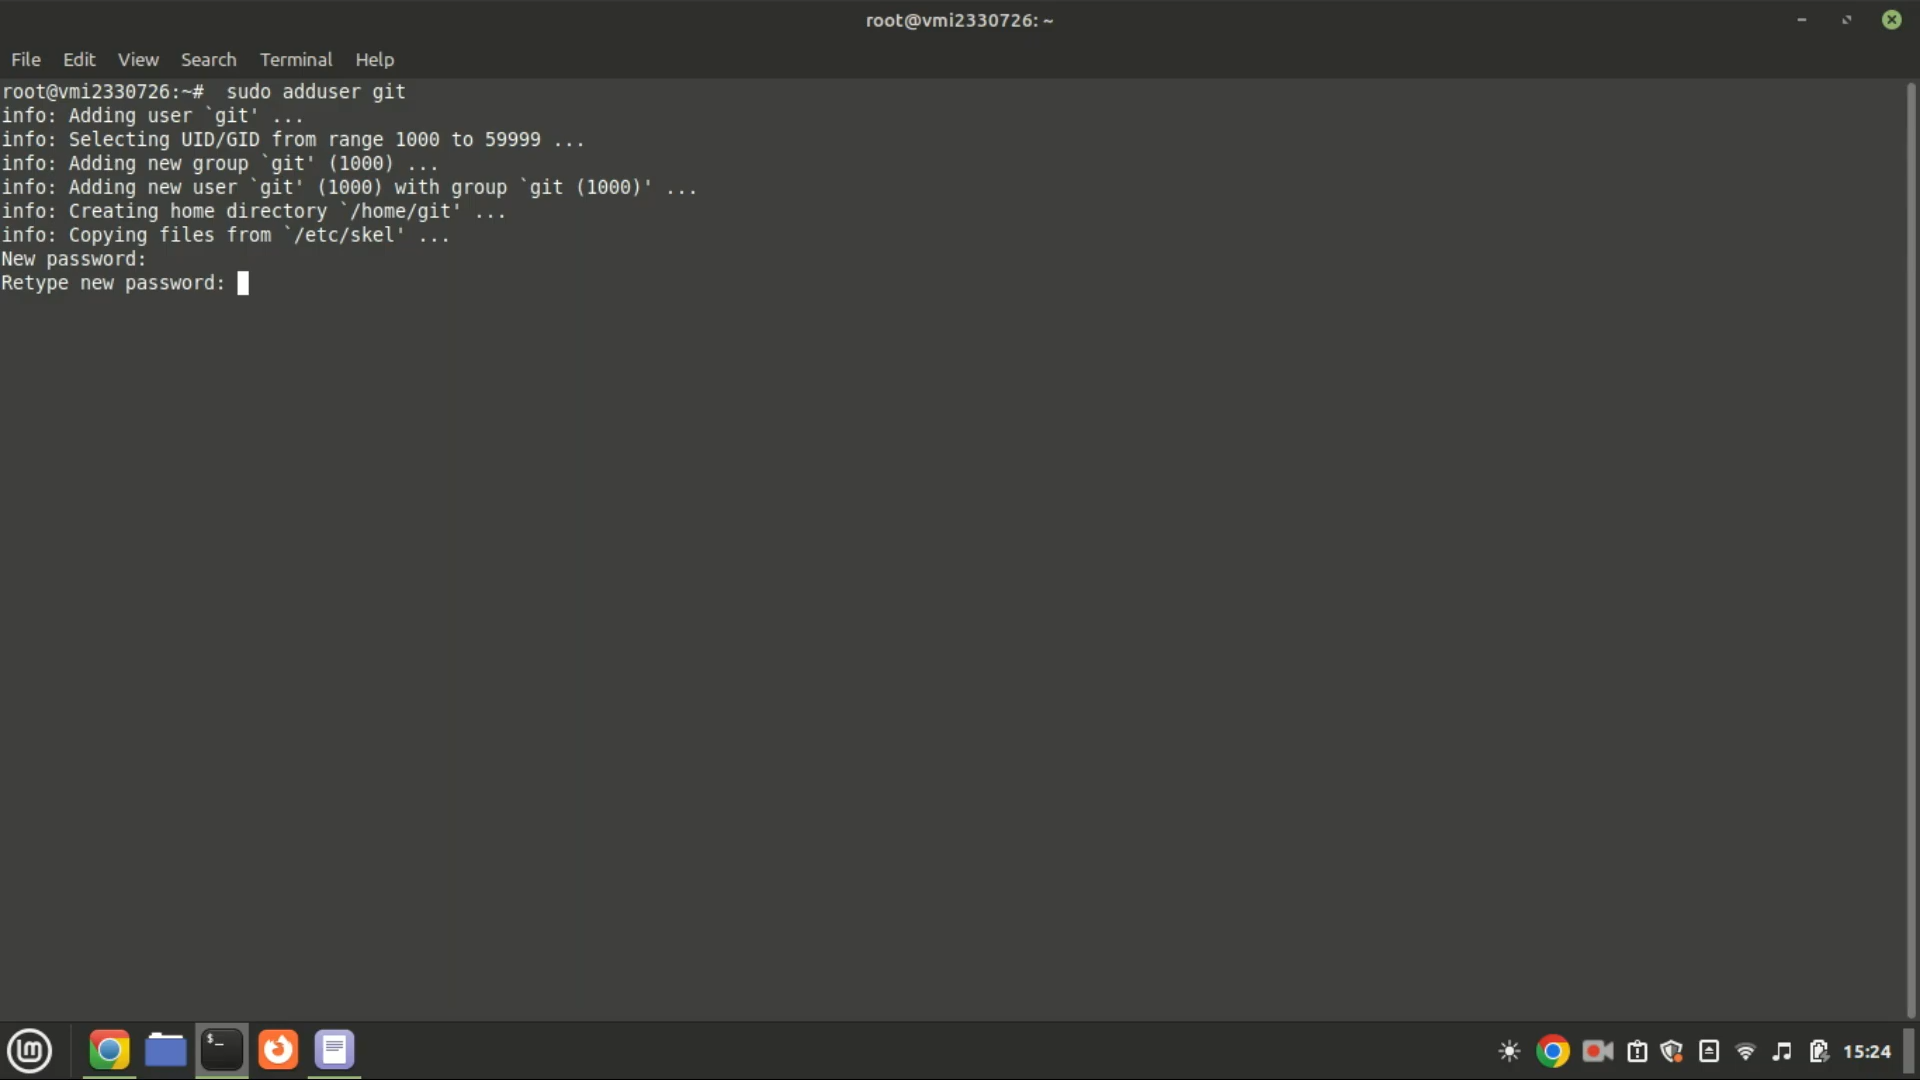 root@vmi2330726: ~
File Edit View Search Terminal Help
root@vmi2330726:~#  sudo adduser git
info: Adding user `git' ...
info: Selecting UID/GID from range 1000 to 59999 ...
info: Adding new group `git' (1000) ...
info: Adding new user `git' (1000) with group `git (1000)' ...
info: Creating home directory `/home/git' ...
info: Copying files from `/etc/skel' ...
New password:
Retype new password:
$_
15:24